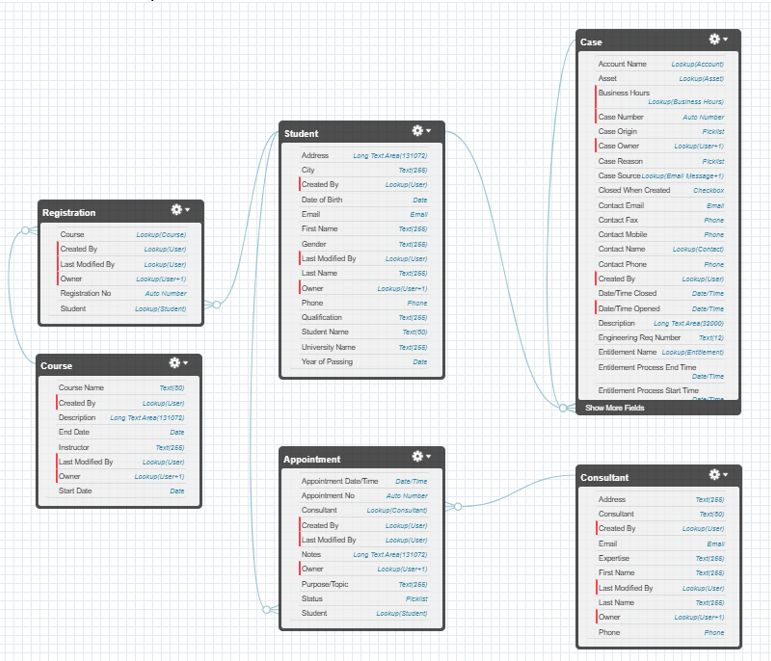 Case
Account Name Lookup(Account)
Asset Lookup(Asset)
Business Hours
Lookup(Business Hours)
Case Number Auto Number
Case Origin Picklist
Case Owner Lookup(User+1)
Case Reason Picklist
Case Source Lookup(Email Message+1)
Closed When Created Checkbox
Contact Email Email
Contact Fax Phone
Contact Mobile Phone
Contact Name Lookup(Contact)
Contact Phone Phone
Created By Lookup(User)
Date/Time Closed Date/Time
Date/Time Opened Date/Time
Description Long Text Area(32000)
Engineering Req Number Text(12)
Entitlement Name Lookup(Entitlement)
Entitlement Process End Time
Date/Time
Entitlement Process Start Time
Date/Time
Show More Fields
Student
Address Long Text Area(131072)
City Text(255)
Created By Lookup(User)
Date of Birth Date
Email Email
First Name Text(255)
Gender Text(255)
Last Modified By Lookup(User)
Last Name Text(255)
Owner Lookup(User+1)
Phone Phone
Qualification Text(255)
Student Name Text(50)
University Name Text(255)
Year of Passing Date
Registration
Course Lookup(Course)
Created By Lookup(User)
Last Modified By Lookup(User)
Owner Lookup(User+1)
Registration No Auto Number
Student Lookup(Student)
Course
Course Name Text(50)
Created By Lookup(User)
Description Long Text Area(131072)
End Date Date
Instructor Text(255)
Last Modified By Lookup(User)
Owner Lookup(User+1)
Start Date Date
Appointment
Appointment Date/Time Date/Time
Appointment No Auto Number
Consultant Lookup(Consultant)
Created By Lookup(User)
Last Modified By Lookup(User)
Notes Long Text Area(131072)
Owner Lookup(User+1)
Purpose/Topic Text(255)
Status Picklist
Student Lookup(Student)
Consultant
Address Text(255)
Consultant Text(50)
Created By Lookup(User)
Email Email
Expertise Text(255)
First Name Text(255)
Last Modified By Lookup(User)
Last Name Text(255)
Owner Lookup(User+1)
Phone Phone